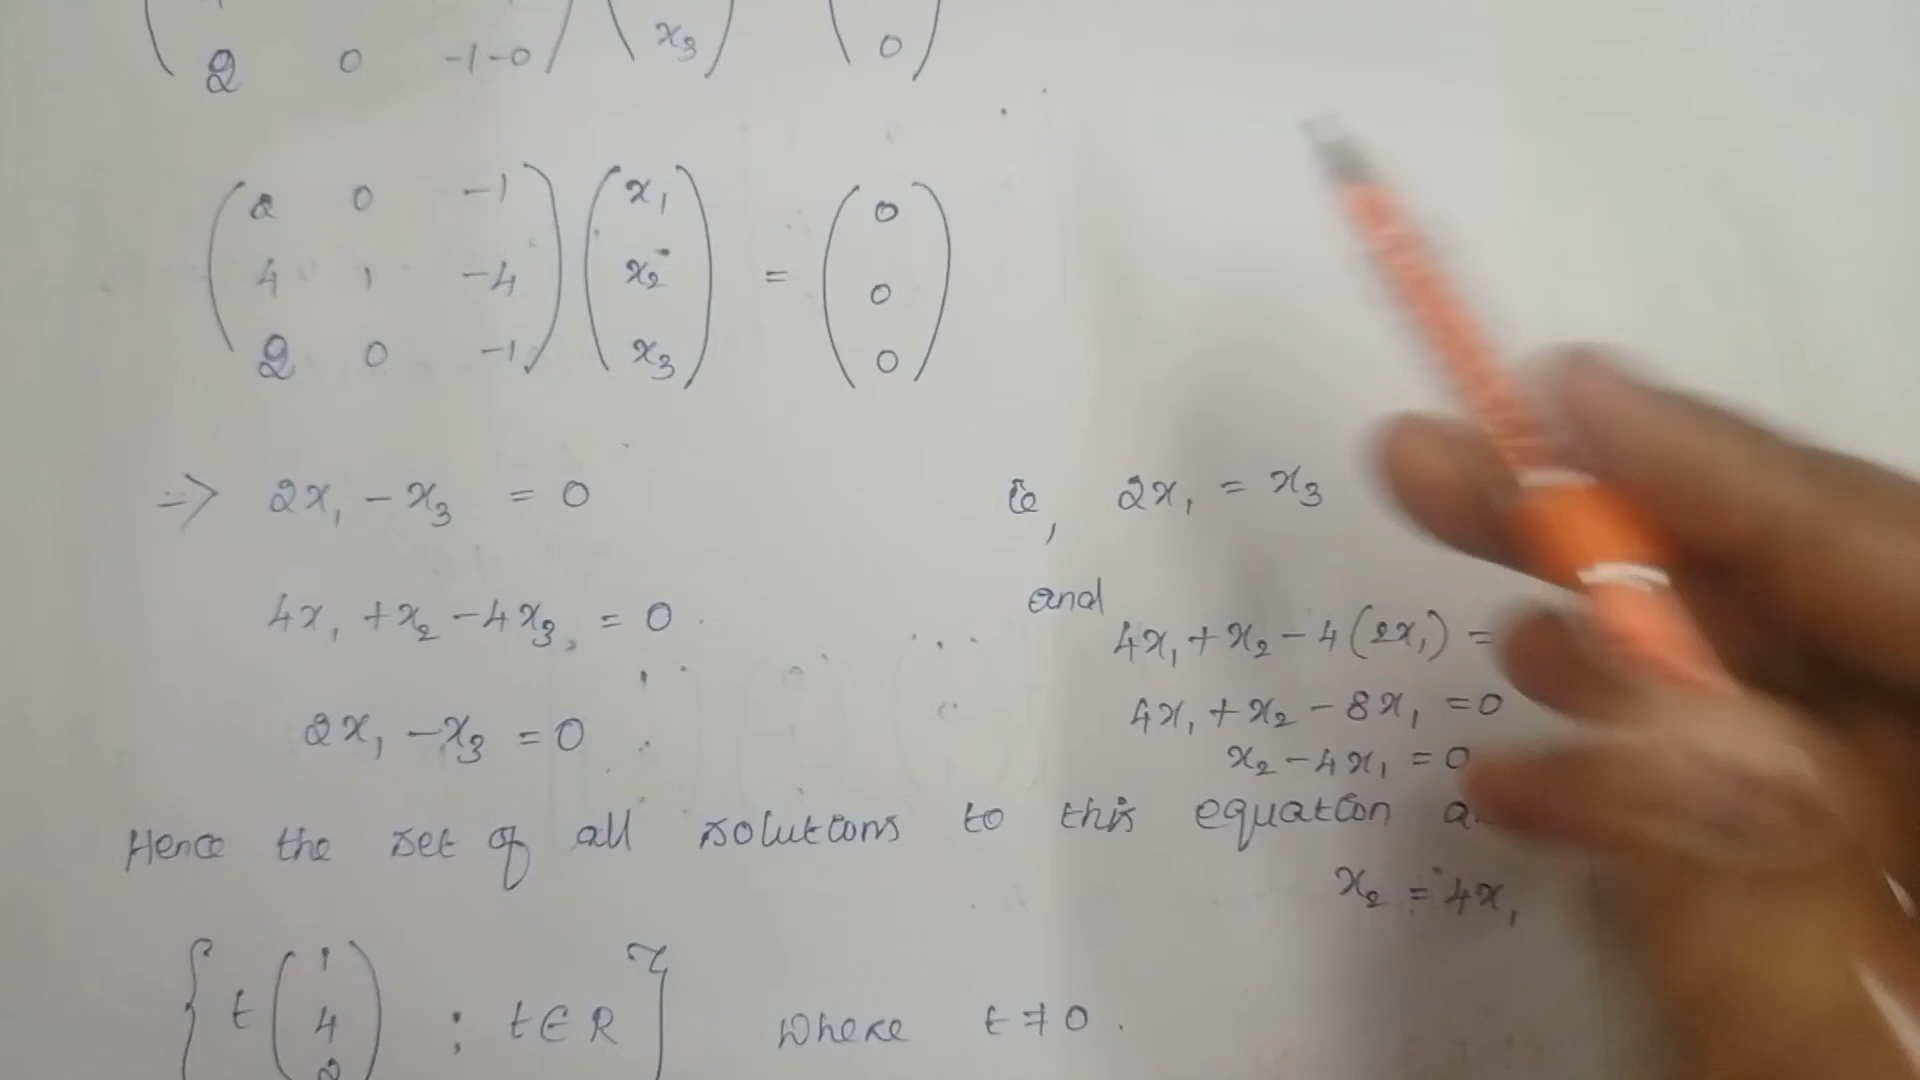 x₃ 0
2 0 -1-0
2 0 -1 x₁ 0
4 1 -4 x₂ = 0
2 0 -1 x₃ 0
⇒ 2x₁ - x₃ = 0 ie, 2x₁ = x₃
4x₁ + x₂ - 4x₃ = 0 and
4x₁ + x₂ - 4(2x₁) =
4x₁ + x₂ - 8x₁ = 0
2x₁ - x₃ = 0
x₂ - 4x₁ = 0
Hence the set of all solutions to this equation
x₂ = 4x₁
{ t ( 1
4 ; t∈R } where t ≠ 0.
2